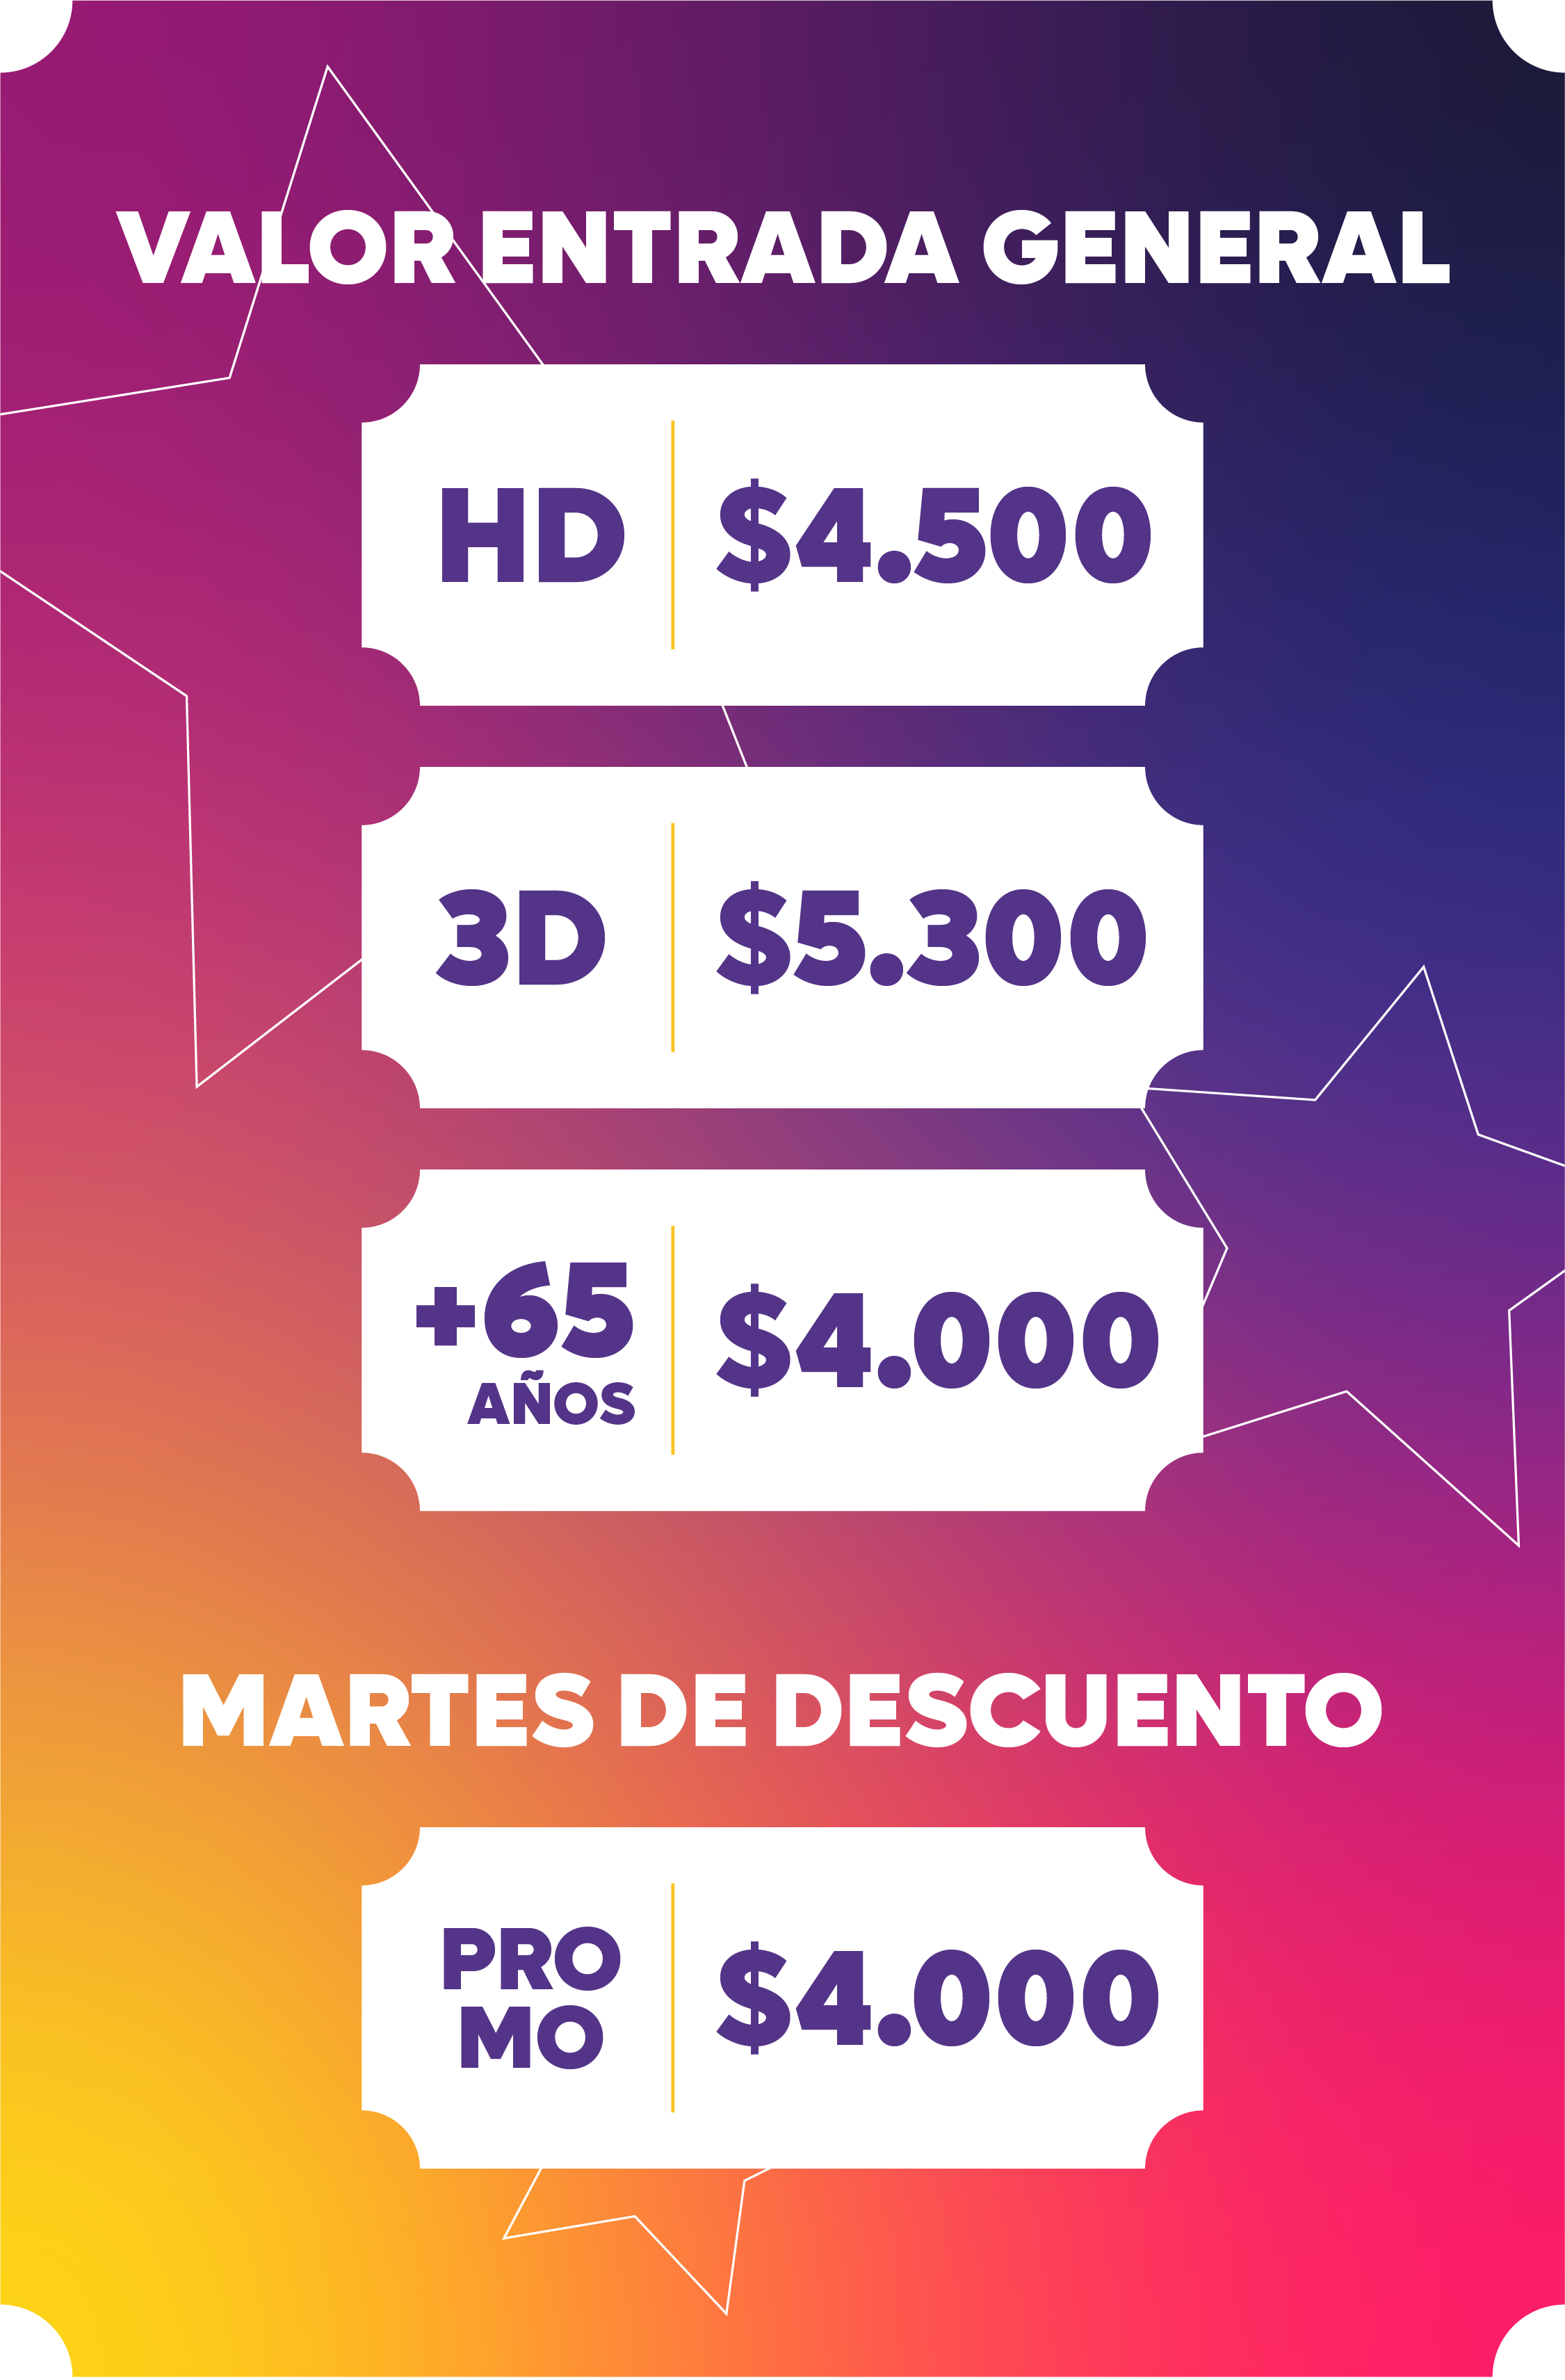 VALOR ENTRADA GENERAL
HD $4.500
3D $5.300
+65 AÑOS $4.000
MARTES DE DESCUENTO
PRO
MO $4.000